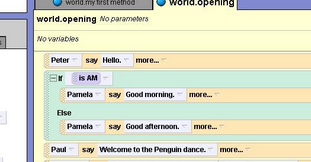 world.my first method world.opening
world.opening No parameters
No variables
Peter say Hello. more...
If is AM
Pamela say Good morning. more...
Else
Pamela say Good afternoon. more...
Paul say Welcome to the Penguin dance. more...